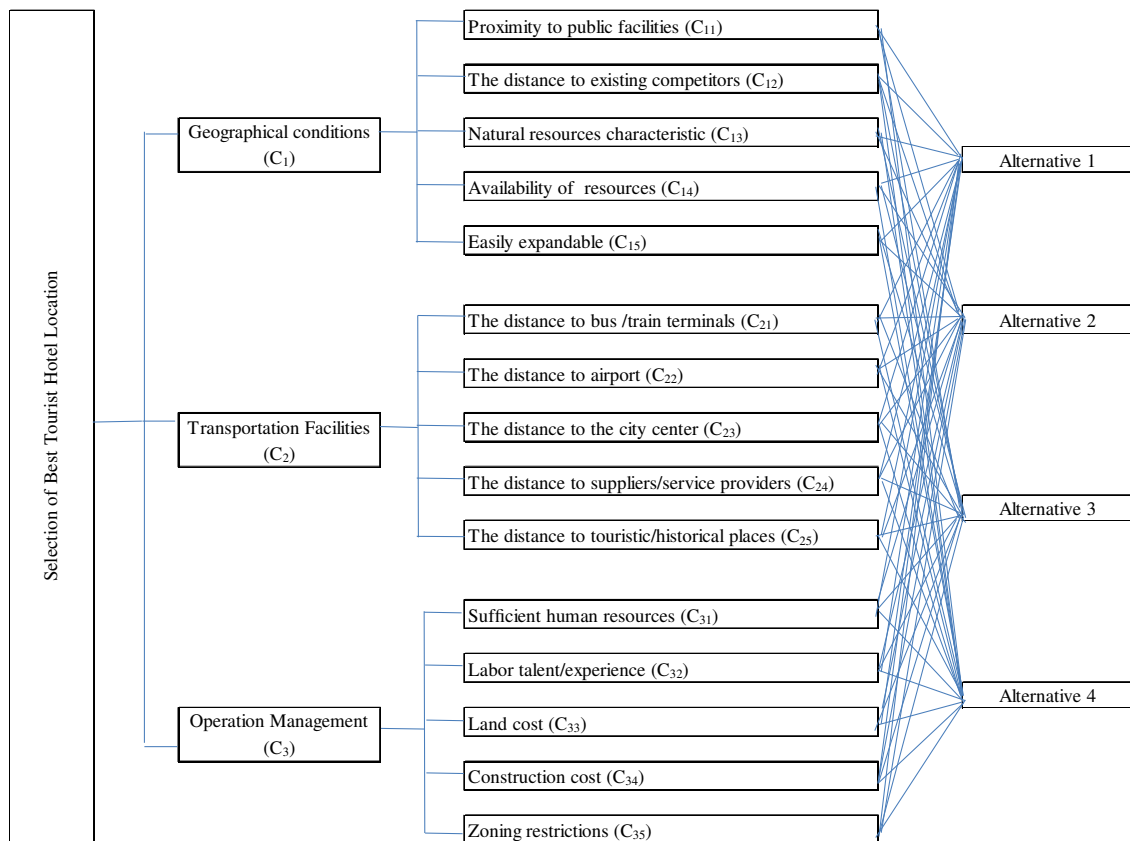 Selection of Best Tourist Hotel Location
Geographical conditions
(C₁)
Proximity to public facilities (C₁₁)
The distance to existing competitors (C₁₂)
Natural resources characteristic (C₁₃)
Availability of resources (C₁₄)
Easily expandable (C₁₅)
Transportation Facilities
(C₂)
The distance to bus /train terminals (C₂₁)
The distance to airport (C₂₂)
The distance to the city center (C₂₃)
The distance to suppliers/service providers (C₂₄)
The distance to touristic/historical places (C₂₅)
Operation Management
(C₃)
Sufficient human resources (C₃₁)
Labor talent/experience (C₃₂)
Land cost (C₃₃)
Construction cost (C₃₄)
Zoning restrictions (C₃₅)
Alternative 1
Alternative 2
Alternative 3
Alternative 4